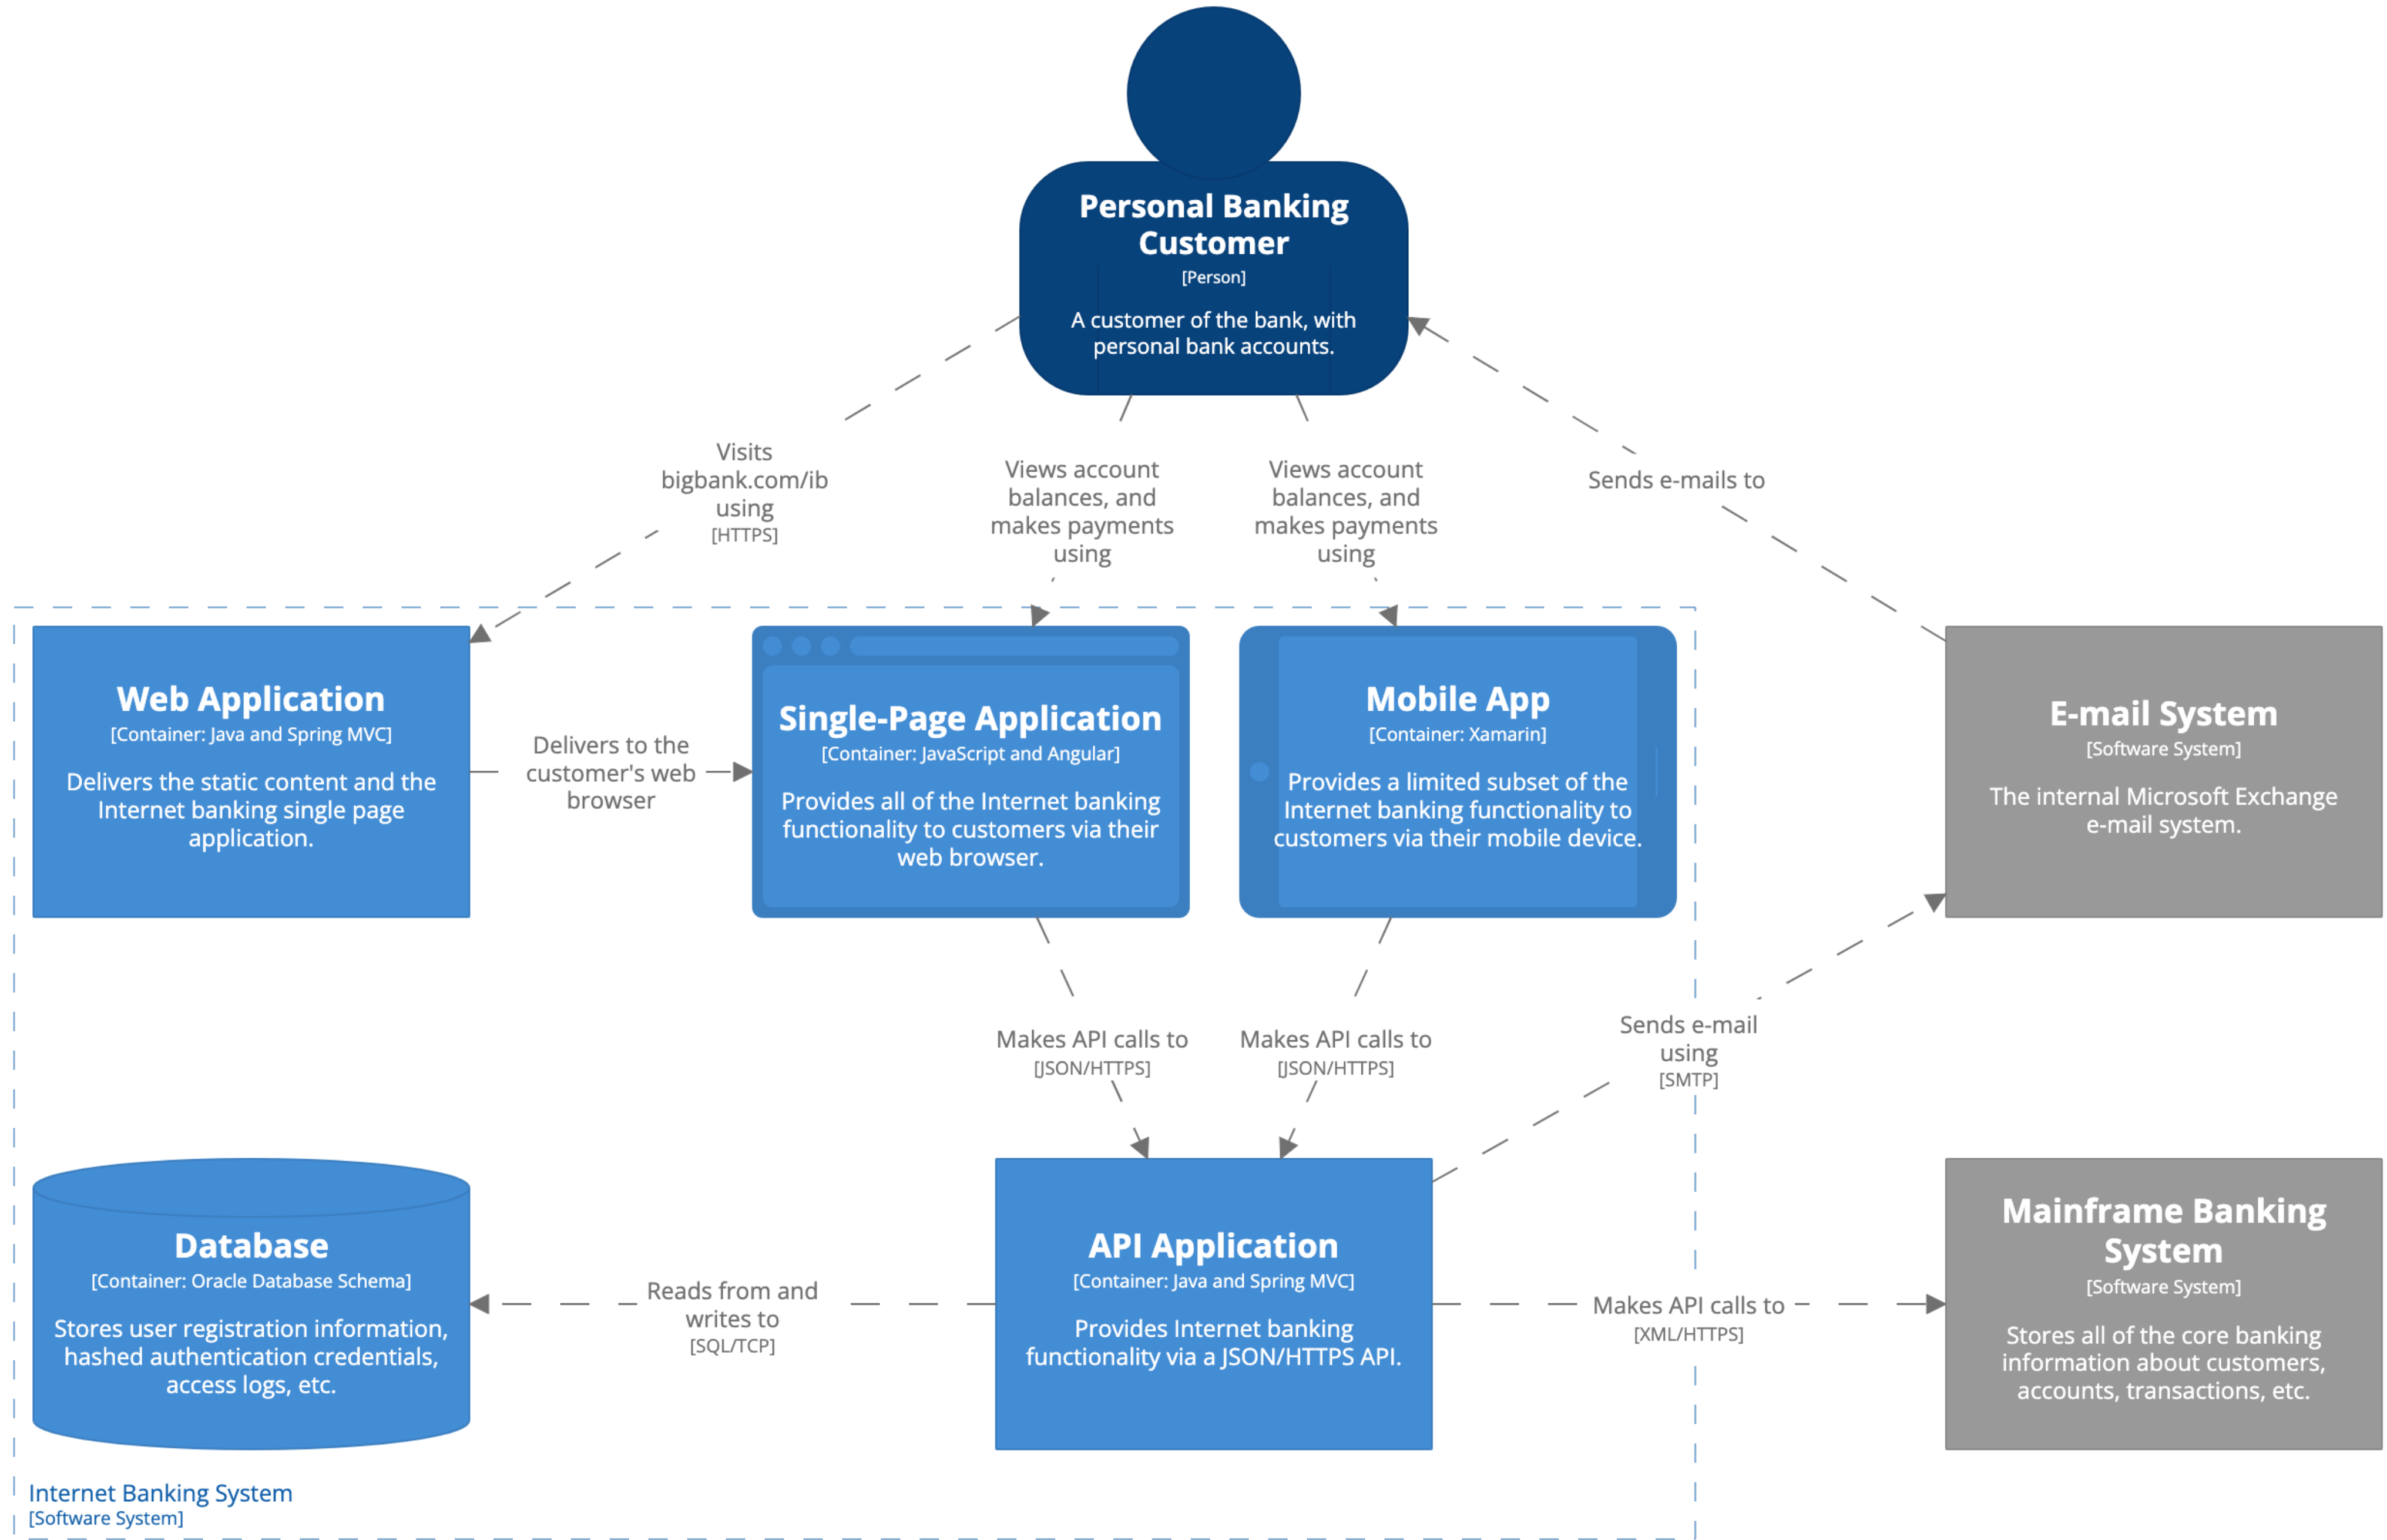 Personal Banking
Customer
[Person]
A customer of the bank, with
personal bank accounts.
Visits
bigbank.com/ib
using
[HTTPS]
Views account
balances, and
makes payments
using
Views account
balances, and
makes payments
using
Sends e-mails to
Web Application
[Container: Java and Spring MVC]
Delivers the static content and the
Internet banking single page
application.
Delivers to the
customer's web
browser
Single-Page Application
[Container: JavaScript and Angular]
Provides all of the Internet banking
functionality to customers via their
web browser.
Mobile App
[Container: Xamarin]
Provides a limited subset of the
Internet banking functionality to
customers via their mobile device.
E-mail System
[Software System]
The internal Microsoft Exchange
e-mail system.
Makes API calls to
[JSON/HTTPS]
Makes API calls to
[JSON/HTTPS]
Sends e-mail
using
[SMTP]
Database
[Container: Oracle Database Schema]
Stores user registration information,
hashed authentication credentials,
access logs, etc.
Reads from and
writes to
[SQL/TCP]
API Application
[Container: Java and Spring MVC]
Provides Internet banking
functionality via a JSON/HTTPS API.
Makes API calls to
[XML/HTTPS]
Mainframe Banking
System
[Software System]
Stores all of the core banking
information about customers,
accounts, transactions, etc.
Internet Banking System
[Software System]